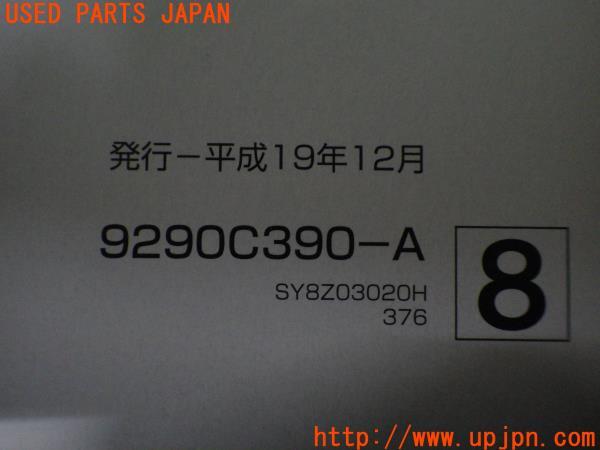 USED PARTS JAPAN
発行－平成19年12月
9290C390－A
SY8Z03020H
376
8
http://www.upjpn.com/